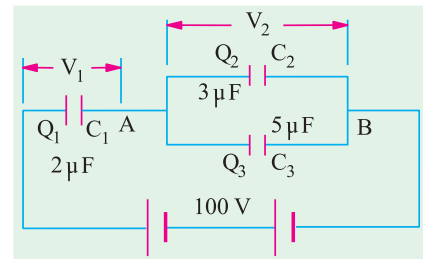 V2
V1
Q2 C2
3 μF
Q1 C1 A
5 μF
B
2 μF
Q3 C3
100 V